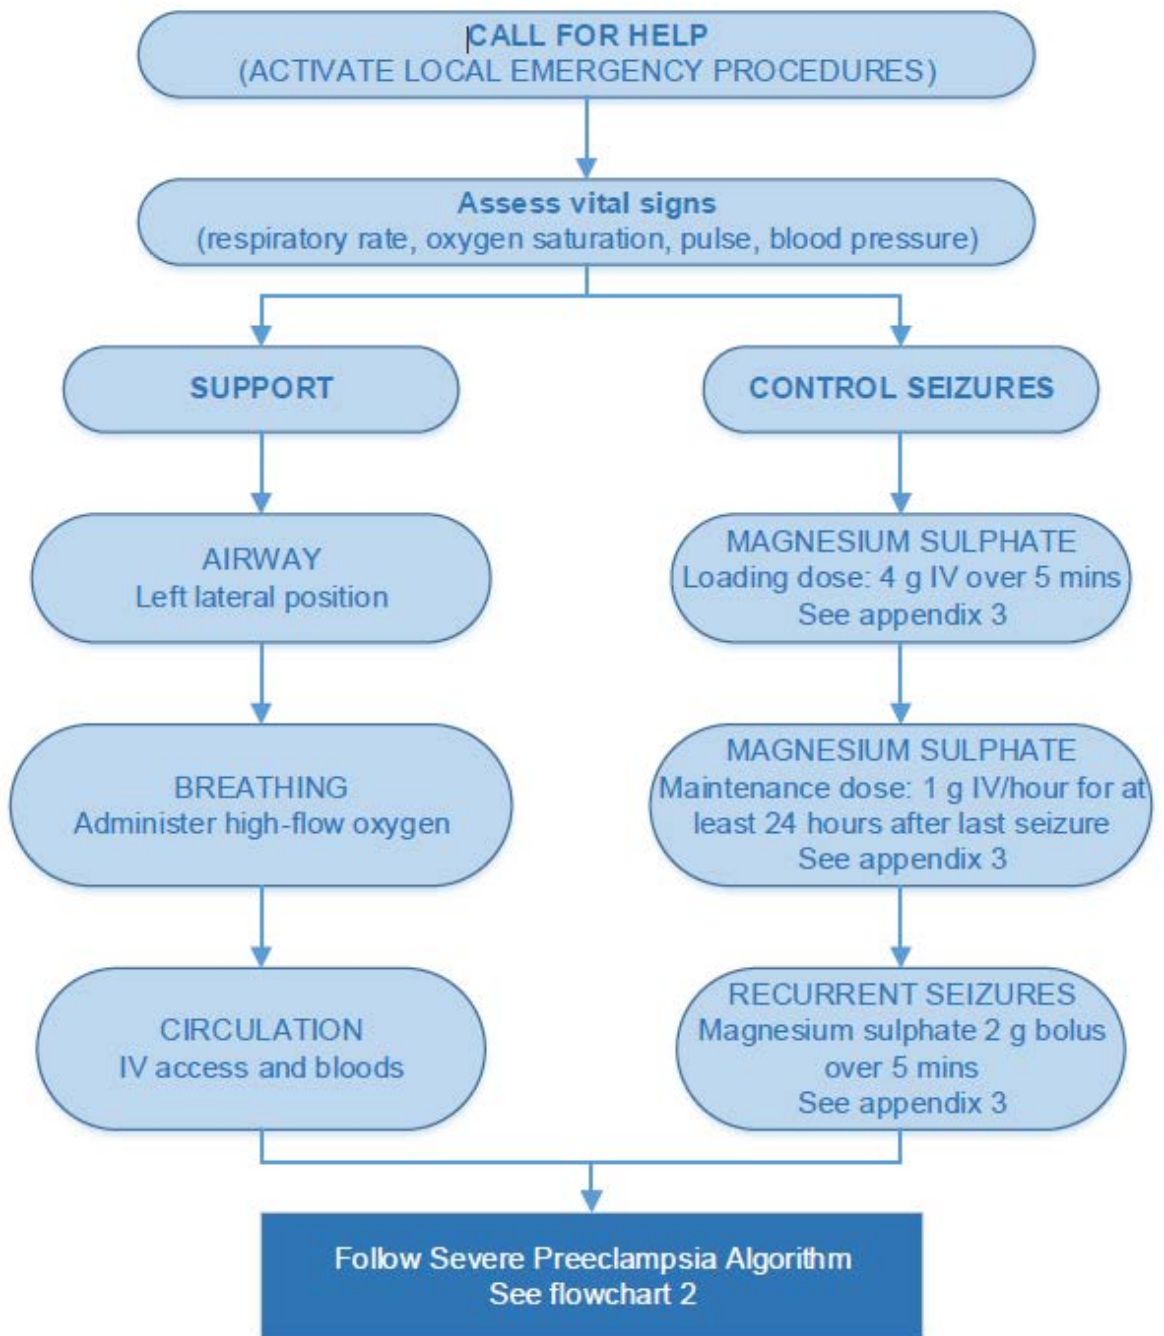 CALL FOR HELP
(ACTIVATE LOCAL EMERGENCY PROCEDURES)
Assess vital signs
(respiratory rate, oxygen saturation, pulse, blood pressure)
SUPPORT
CONTROL SEIZURES
AIRWAY
Left lateral position
MAGNESIUM SULPHATE
Loading dose: 4 g IV over 5 mins
See appendix 3
BREATHING
Administer high-flow oxygen
MAGNESIUM SULPHATE
Maintenance dose: 1 g IV/hour for at
least 24 hours after last seizure
See appendix 3
CIRCULATION
IV access and bloods
RECURRENT SEIZURES
Magnesium sulphate 2 g bolus
over 5 mins
See appendix 3
Follow Severe Preeclampsia Algorithm
See flowchart 2